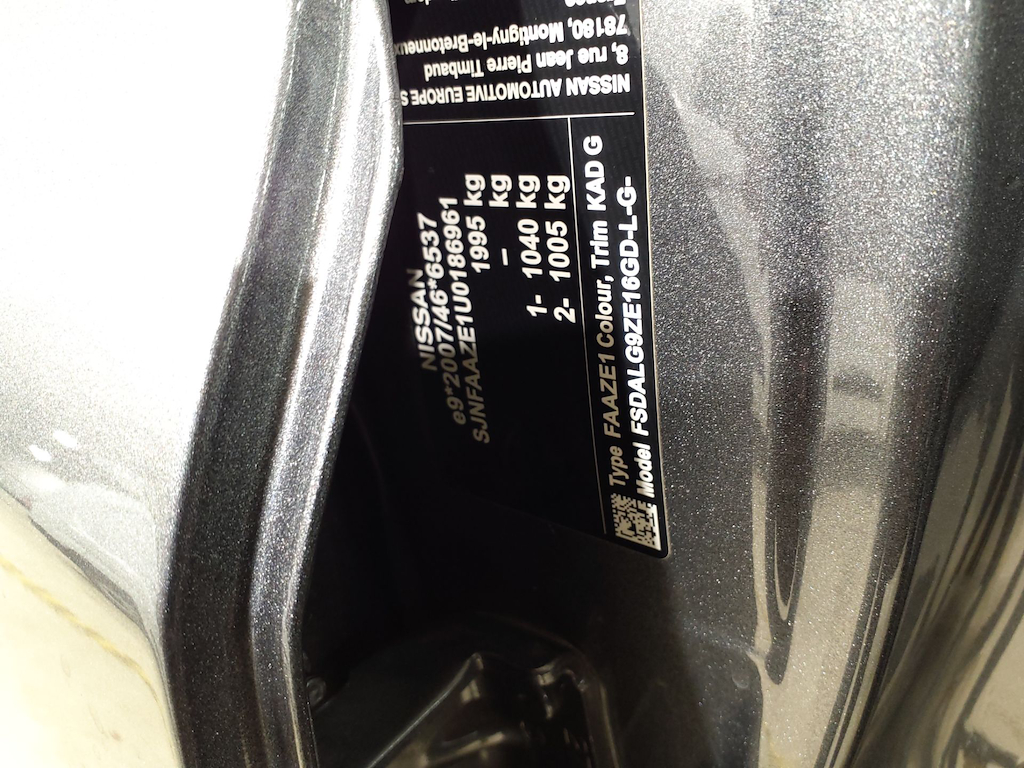 NISSAN
e9*2007/46*6537
SJNFAAZE1U0186961
1995 kg
– kg
1- 1040 kg
2- 1005 kg
Type FAAZE1 Colour, Trim KAD G
Model FSDALG9ZE16GD-L-G-
NISSAN AUTOMOTIVE EUROPE S
8, rue Jean Pierre Timbaud
78180, Montigny-le-Bretonneux
France